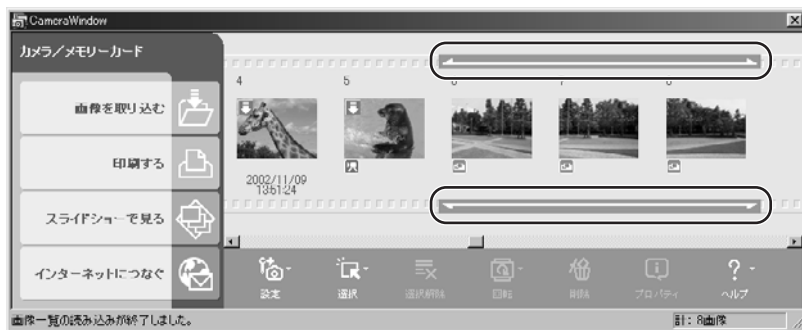 CameraWindow
カメラ／メモリーカード
画像を取り込む
印刷する
スライドショーで見る
インターネットにつなぐ
4 5 6 7 8
2002/11/09
13:51:24
設定 選択 選択解除 回転 削除 プロパティ ヘルプ
画像一覧の読み込みが終了しました。
計: 8画像